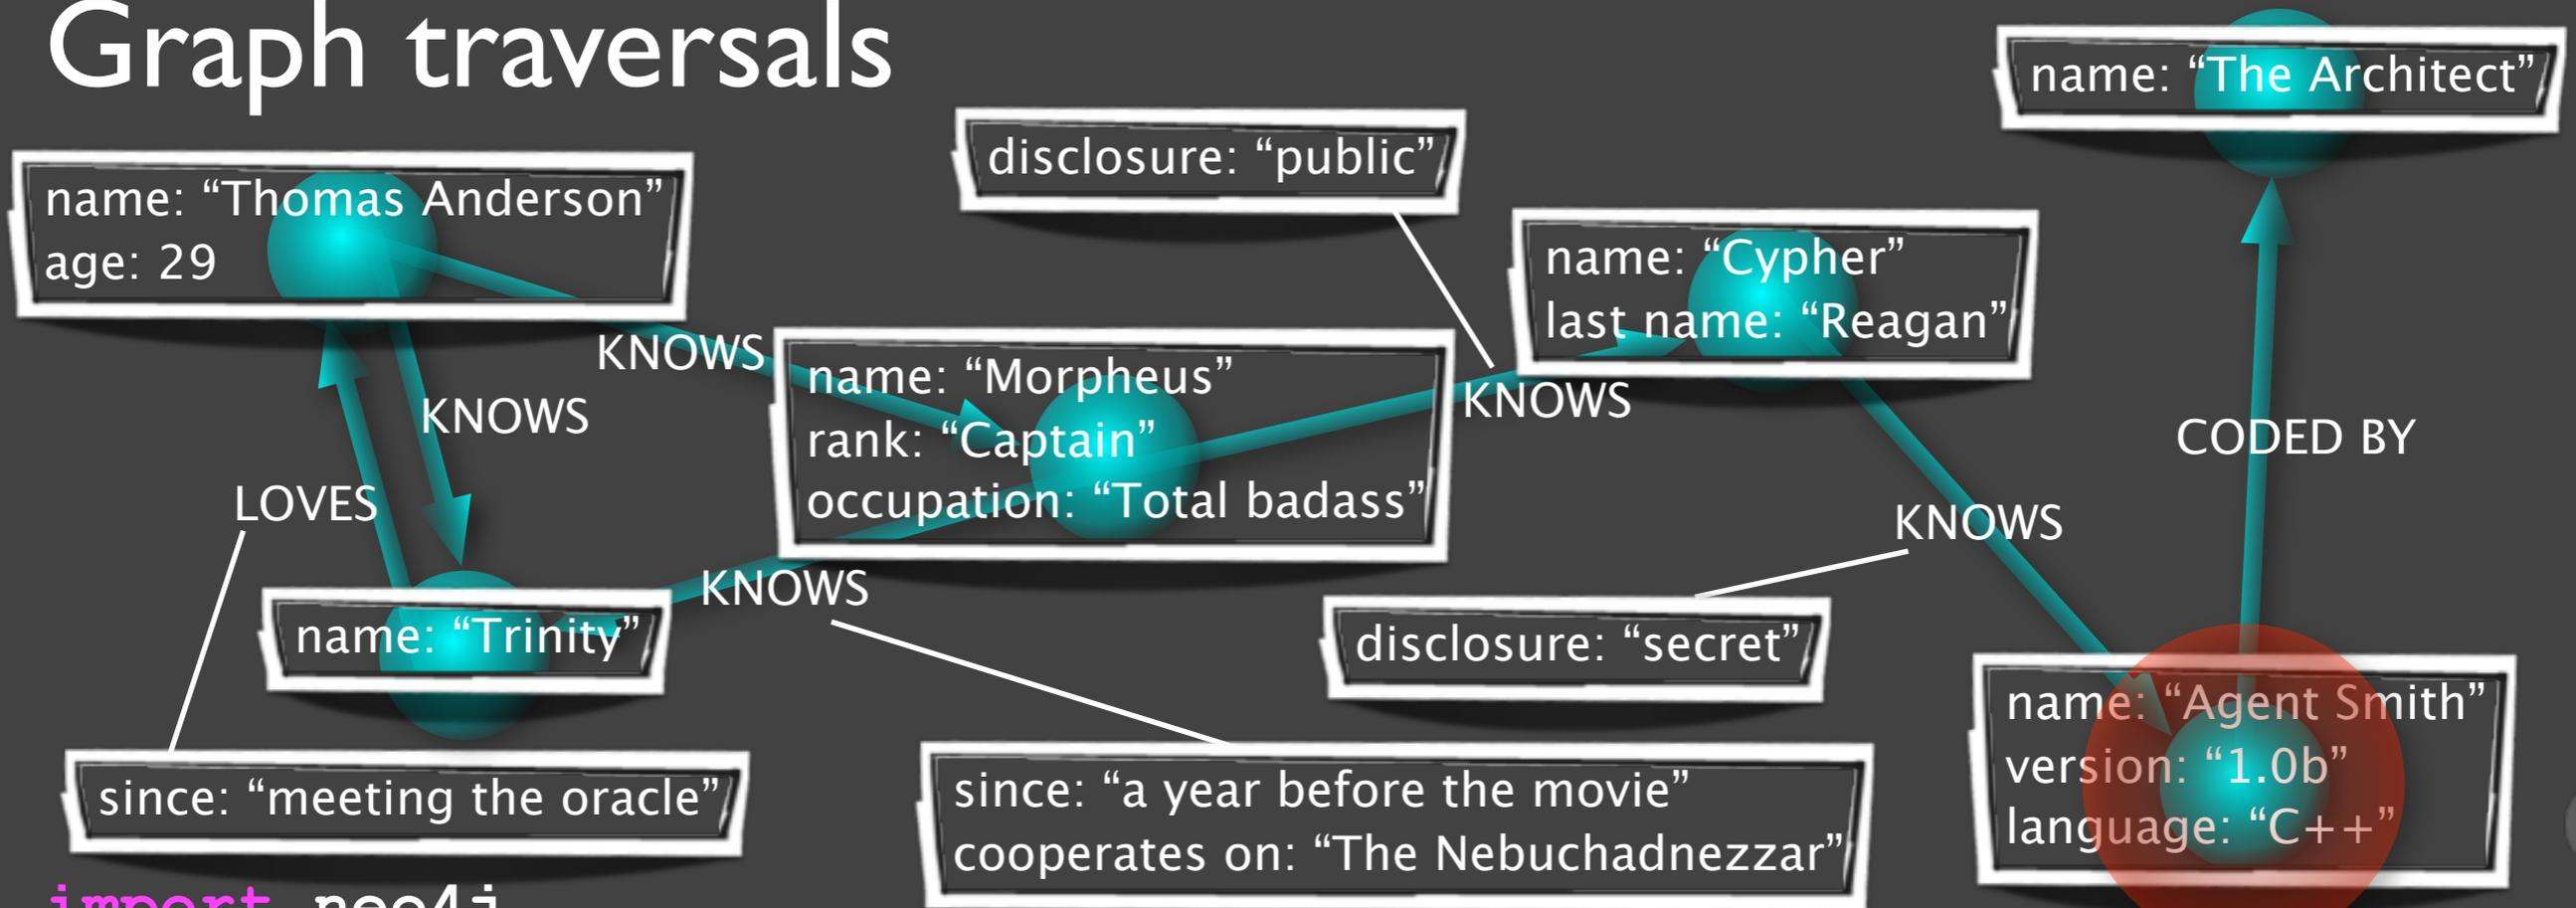 Graph traversals
name: “The Architect”
disclosure: “public”
name: “Thomas Anderson”
age: 29
name: “Cypher”
last name: “Reagan”
KNOWS
name: “Morpheus”
rank: “Captain”
occupation: “Total badass”
KNOWS
KNOWS
CODED BY
LOVES
KNOWS
KNOWS
name: “Trinity”
disclosure: “secret”
name: “Agent Smith”
version: “1.0b”
language: “C++”
since: “meeting the oracle”
since: “a year before the movie”
cooperates on: “The Nebuchadnezzar”
import neo4j